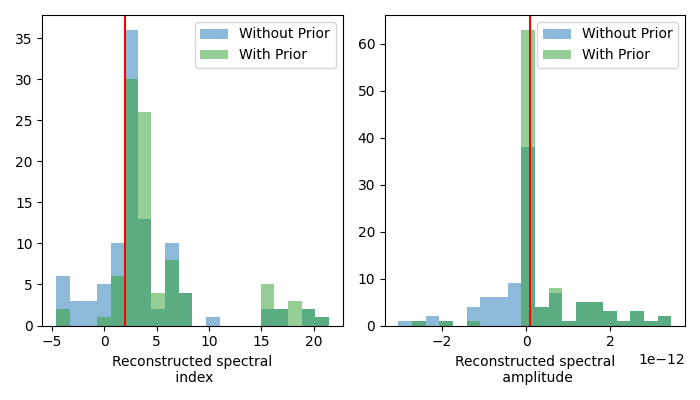 Without Prior
With Prior
35
30
25
20
15
10
5
0
−5
0
5
10
15
20
Reconstructed spectral
index
Without Prior
With Prior
60
50
40
30
20
10
0
−2
0
2
1e−12
Reconstructed spectral
amplitude